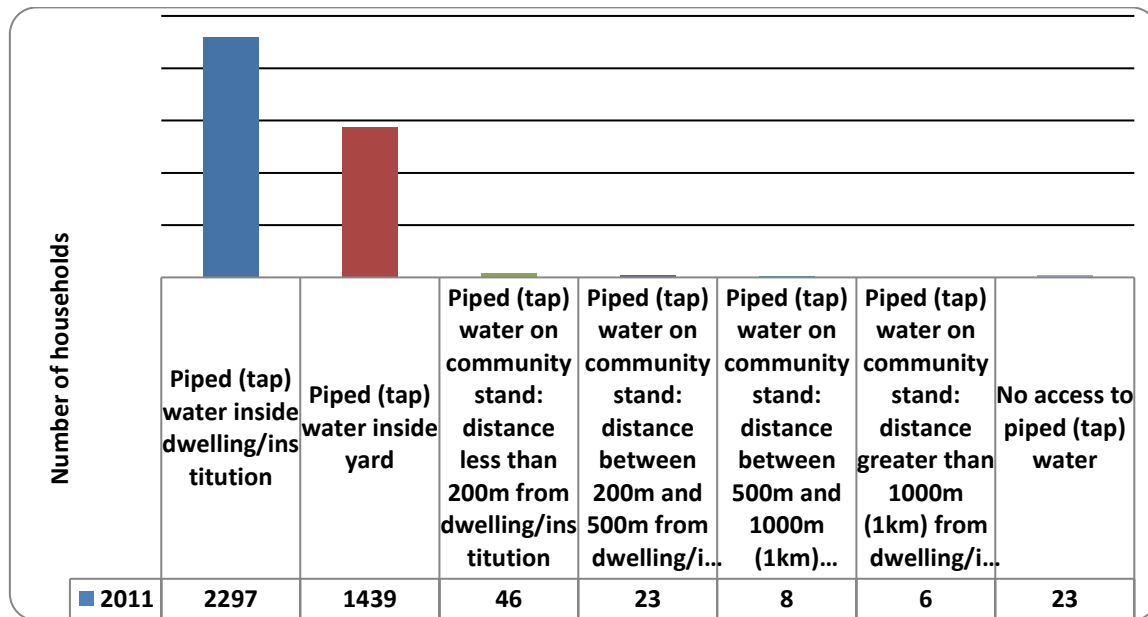 Number of households
Piped (tap)
water inside
dwelling/ins
titution
Piped (tap)
water inside
yard
Piped (tap)
water on
community
stand:
distance
less than
200m from
dwelling/ins
titution
Piped (tap)
water on
community
stand:
distance
between
200m and
500m from
dwelling/i...
Piped (tap)
water on
community
stand:
distance
between
500m and
1000m
(1km)...
Piped (tap)
water on
community
stand:
distance
greater than
1000m
(1km) from
dwelling/i...
No access to
piped (tap)
water
2011 2297 1439 46 23 8 6 23